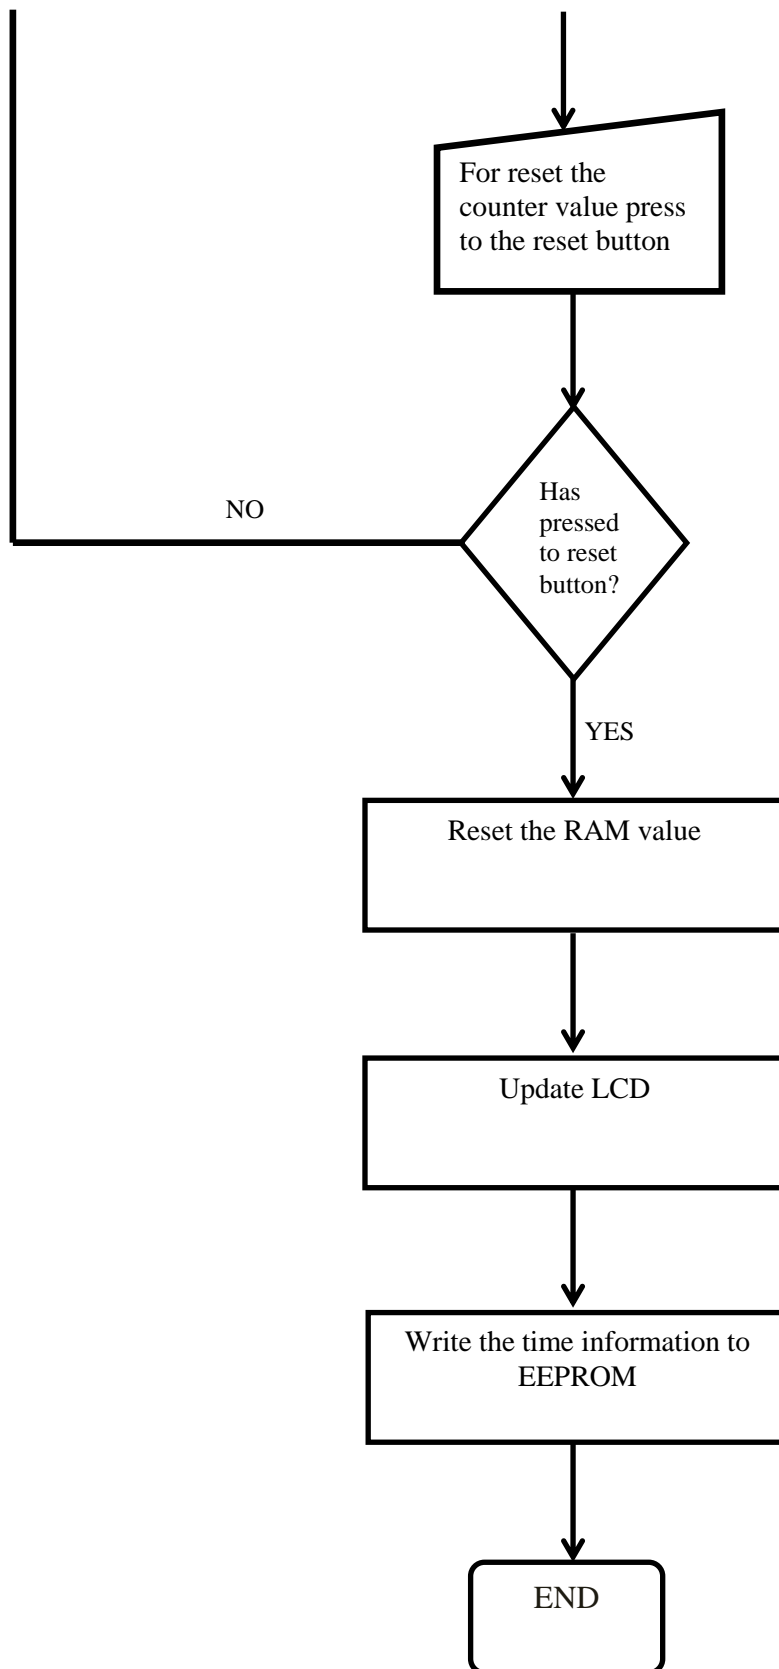 For reset the
counter value press
to the reset button
Has
pressed
to reset
button?
NO
YES
Reset the RAM value
Update LCD
Write the time information to
EEPROM
END